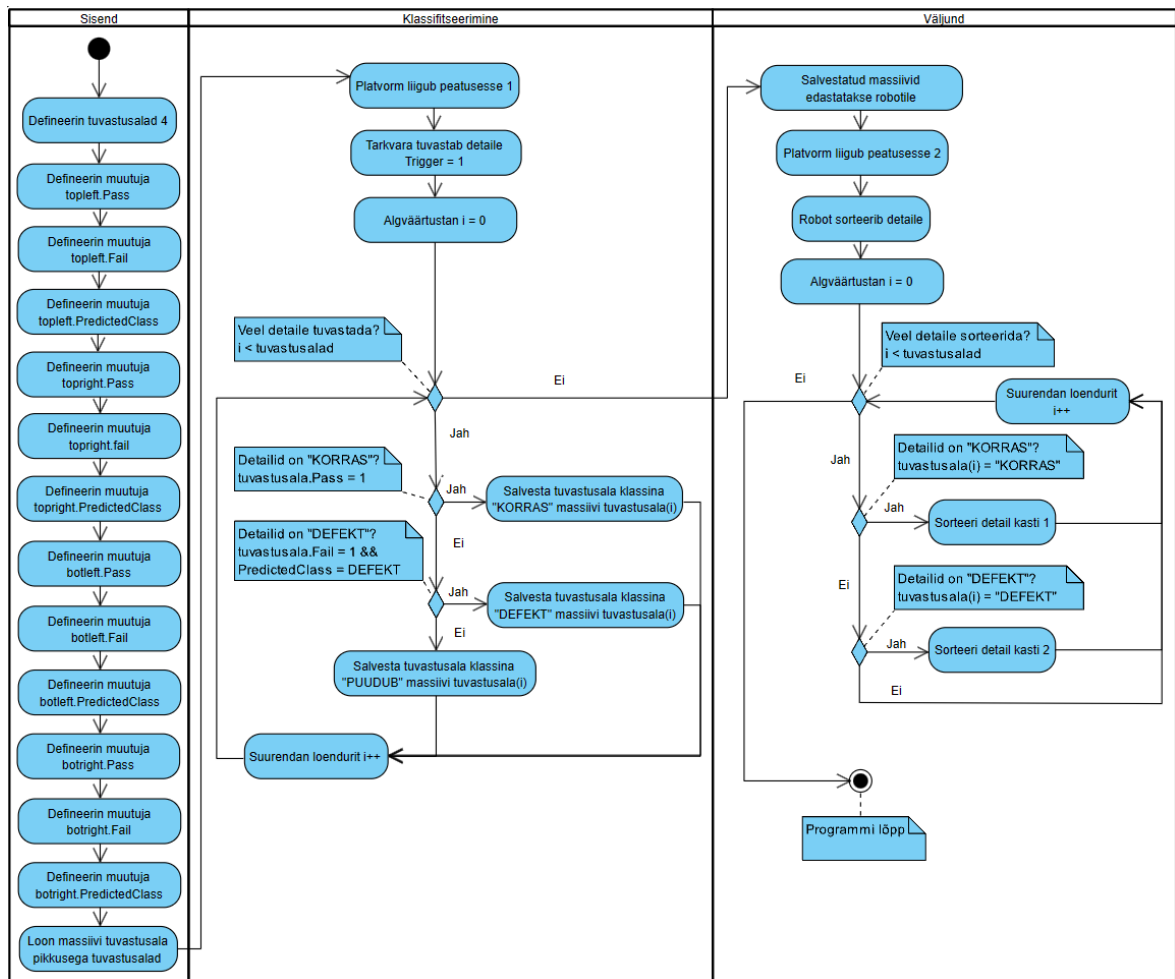 Sisend
Klassifitseerimine
Väljund
Defineerin tuvastusalad 4
Defineerin muutuja
topleft.Pass
Defineerin muutuja
topleft.Fail
Defineerin muutuja
topleft.PredictedClass
Defineerin muutuja
topright.Pass
Defineerin muutuja
topright.fail
Defineerin muutuja
topright.PredictedClass
Defineerin muutuja
botleft.Pass
Defineerin muutuja
botleft.Fail
Defineerin muutuja
botleft.PredictedClass
Defineerin muutuja
botright.Pass
Defineerin muutuja
botright.Fail
Defineerin muutuja
botright.PredictedClass
Loon massiivi tuvastusala
pikkusega tuvastusalad
Platvorm liigub peatusesse 1
Tarkvara tuvastab detaile
Trigger = 1
Algväärtustan i = 0
Veel detaile tuvastada?
i < tuvastusalad
Ei
Jah
Detailid on "KORRAS"?
tuvastusala.Pass = 1
Jah
Salvesta tuvastusala klassina
"KORRAS" massiivi tuvastusala(i)
Ei
Detailid on "DEFEKT"?
tuvastusala.Fail = 1 &&
PredictedClass = DEFEKT
Jah
Salvesta tuvastusala klassina
"DEFEKT" massiivi tuvastusala(i)
Ei
Salvesta tuvastusala klassina
"PUUDUB" massiivi tuvastusala(i)
Suurendan loendurit i++
Salvestatud massiivid
edastatakse robotile
Platvorm liigub peatusesse 2
Robot sorteerib detaile
Algväärtustan i = 0
Veel detaile sorteerida?
i < tuvastusalad
Ei
Suurendan loendurit
i++
Jah
Detailid on "KORRAS"?
tuvastusala(i) = "KORRAS"
Jah
Sorteeri detail kasti 1
Ei
Detailid on "DEFEKT"?
tuvastusala(i) = "DEFEKT"
Jah
Sorteeri detail kasti 2
Ei
Programmi lõpp